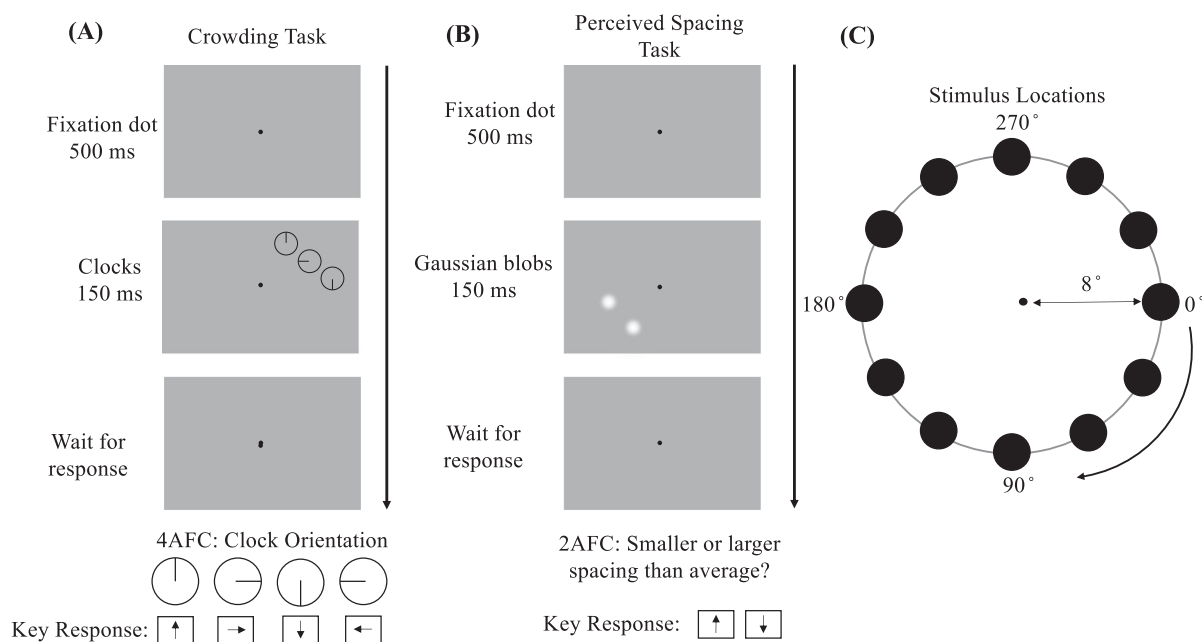 (A)
Crowding Task
Fixation dot
500 ms
Clocks
150 ms
Wait for
response
4AFC: Clock Orientation
Key Response:
(B)
Perceived Spacing
Task
Fixation dot
500 ms
Gaussian blobs
150 ms
Wait for
response
2AFC: Smaller or larger
spacing than average?
Key Response:
(C)
Stimulus Locations
270°
180°
8°
0°
90°